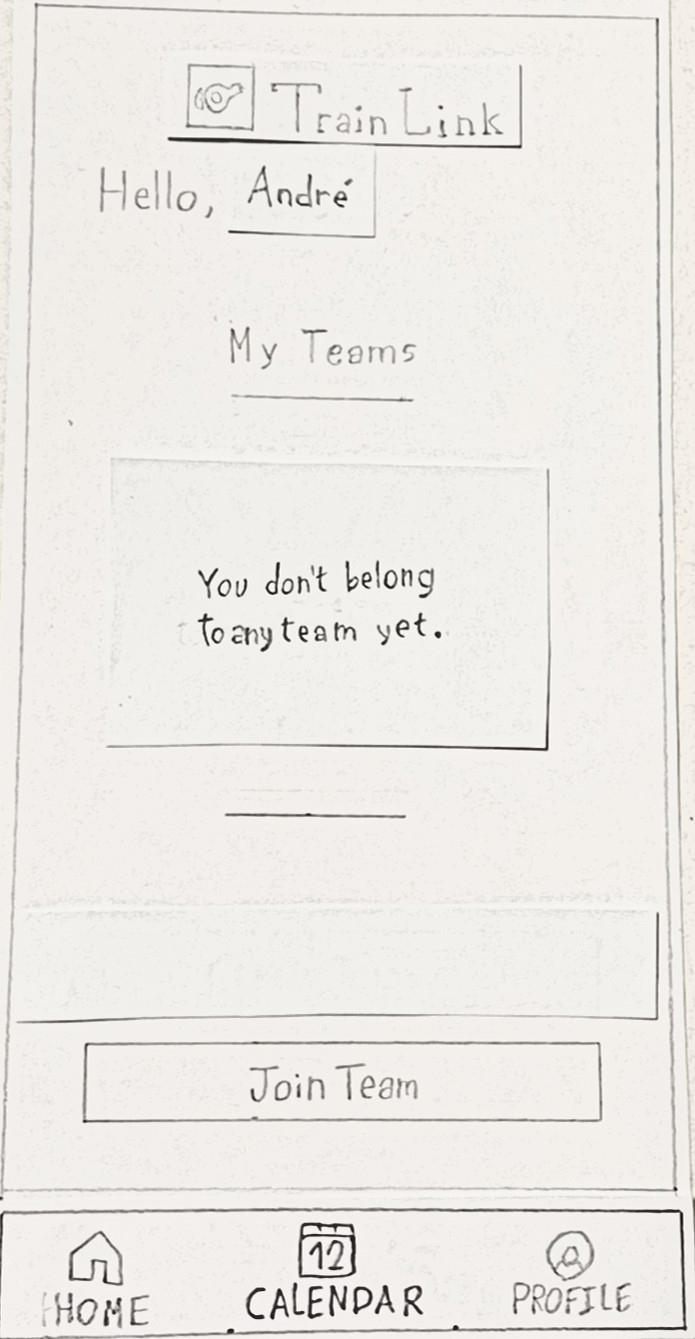 Train Link
Hello, André
My Teams
You don't belong
to any team yet.
Join Team
12
HOME
CALENDAR
PROFILE